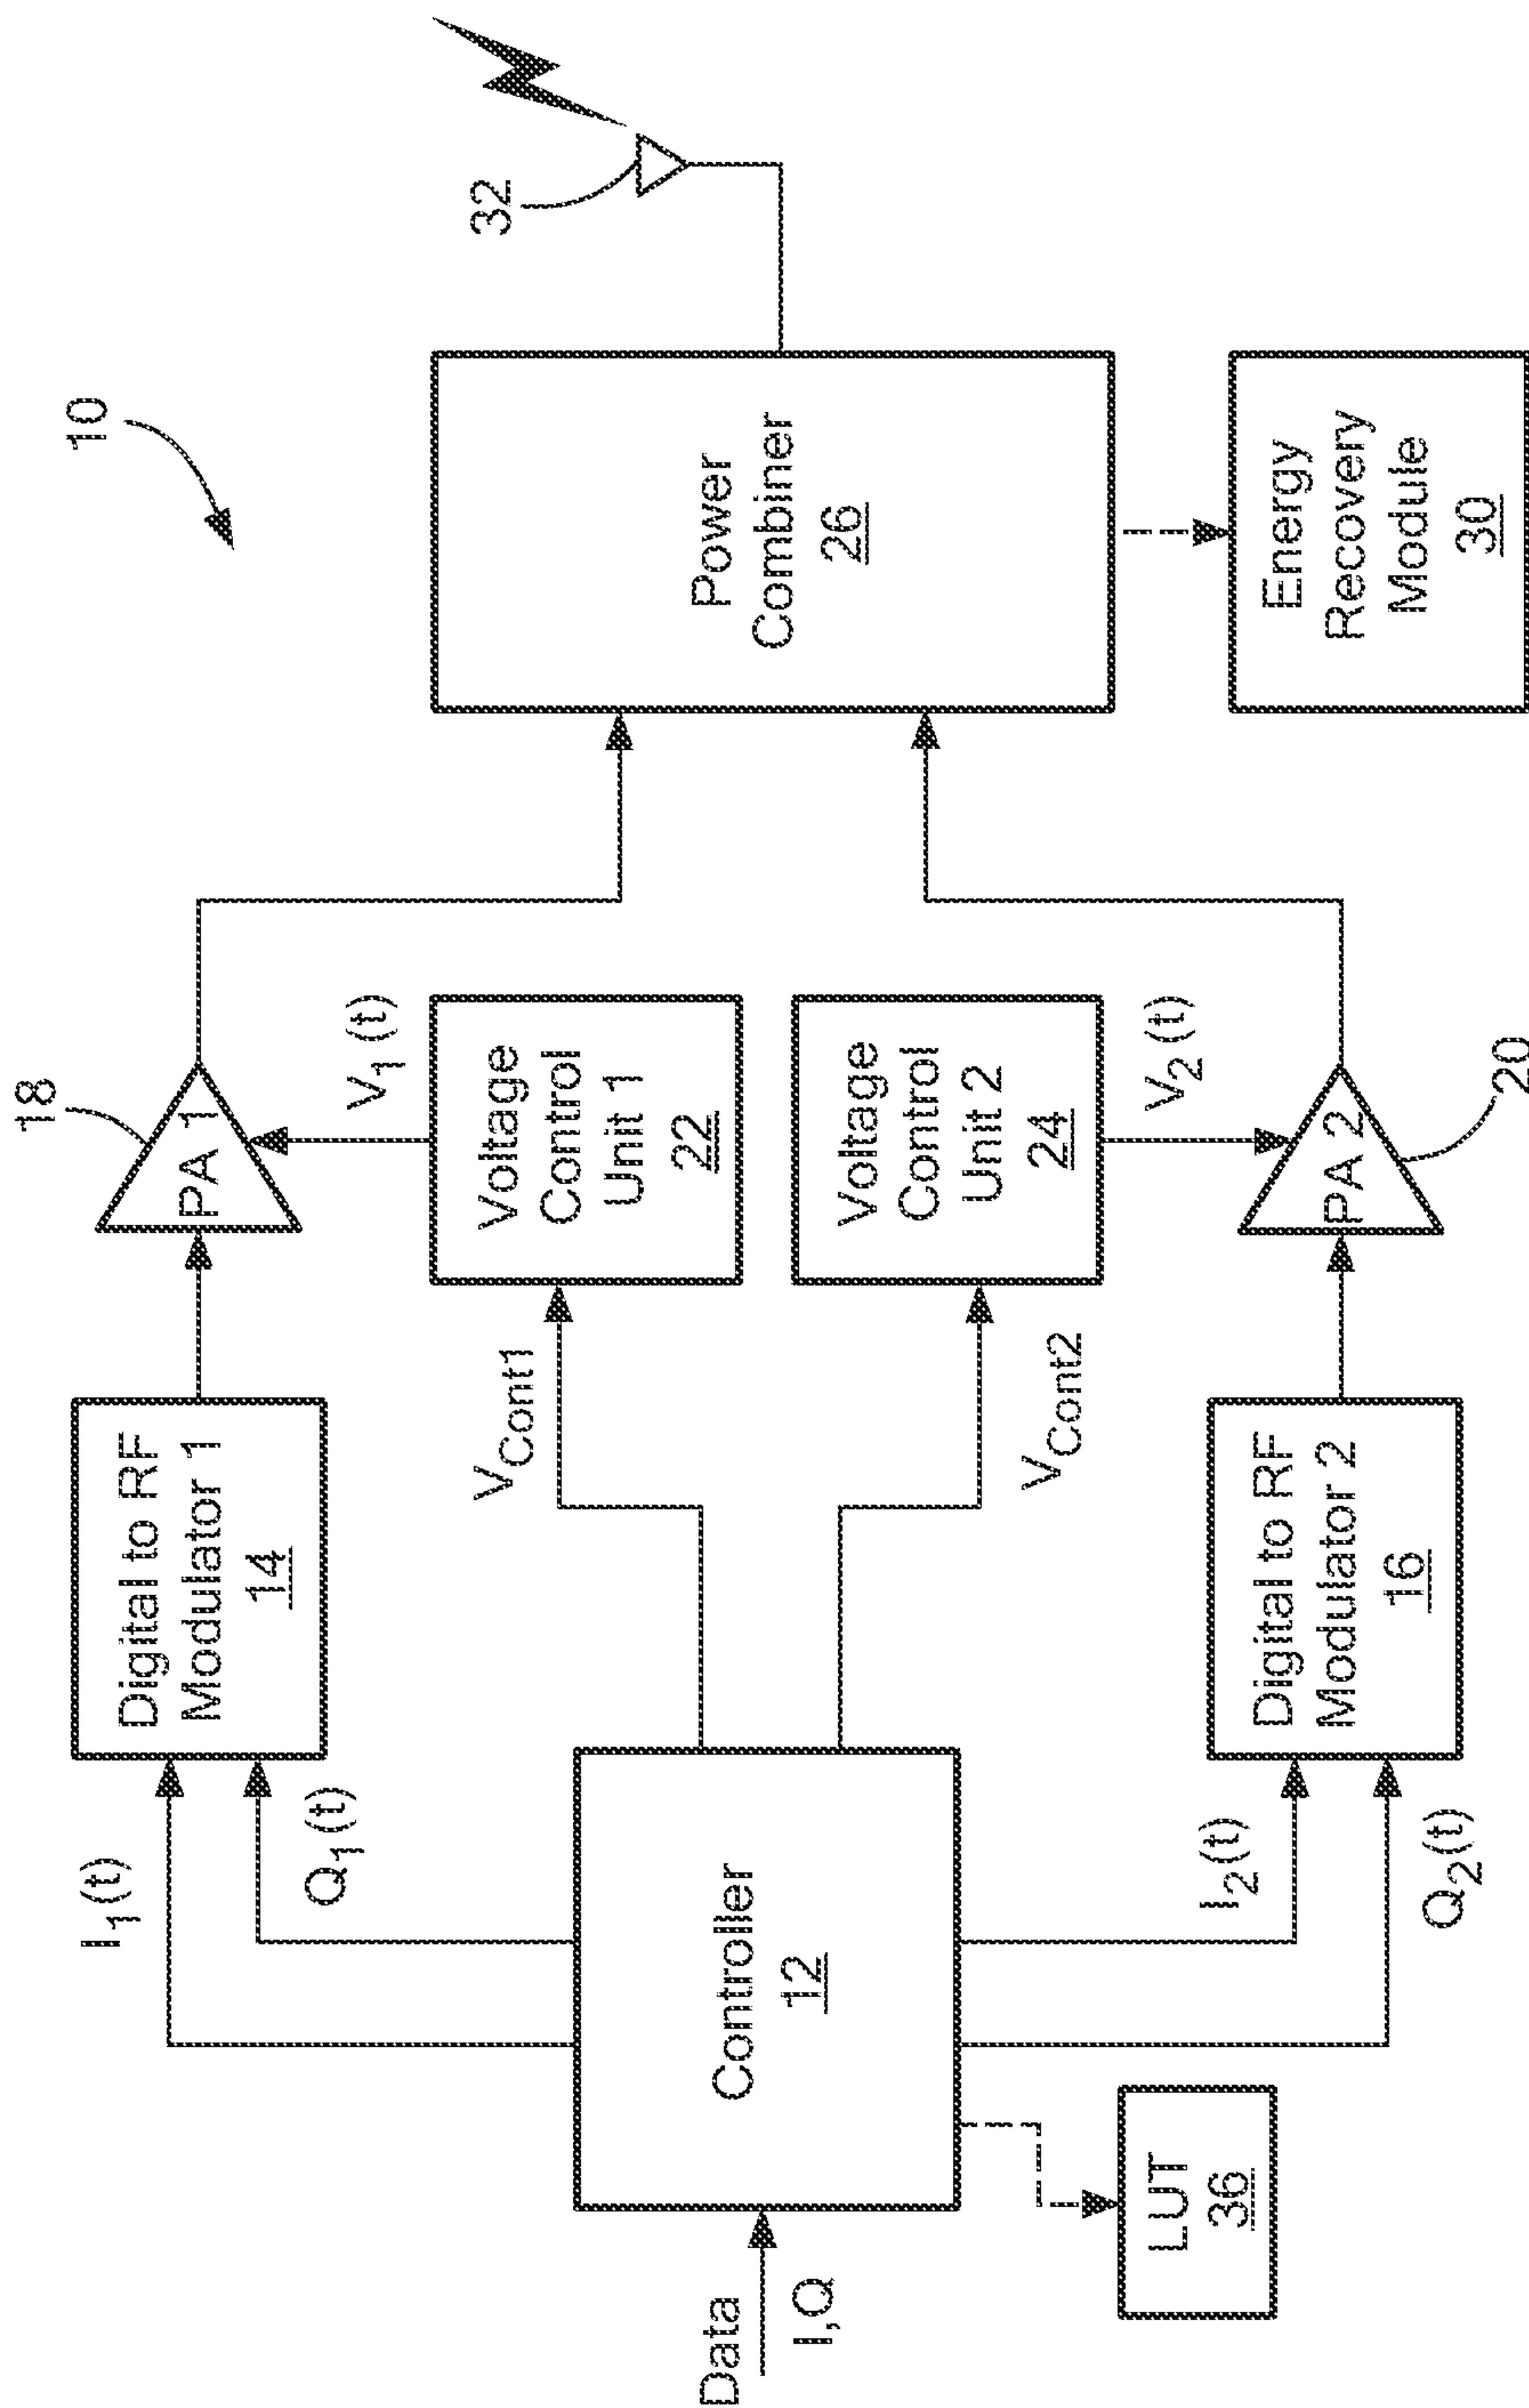 10
32
18
20
Data
I,Q
Controller
12
LUT
36
I1(t)
Q1(t)
I2(t)
Q2(t)
Digital to RF
Modulator 1
14
Digital to RF
Modulator 2
16
VCont1
VCont2
Voltage
Control
Unit 1
22
Voltage
Control
Unit 2
24
V1(t)
V2(t)
PA 1
PA 2
Power
Combiner
26
Energy
Recovery
Module
30